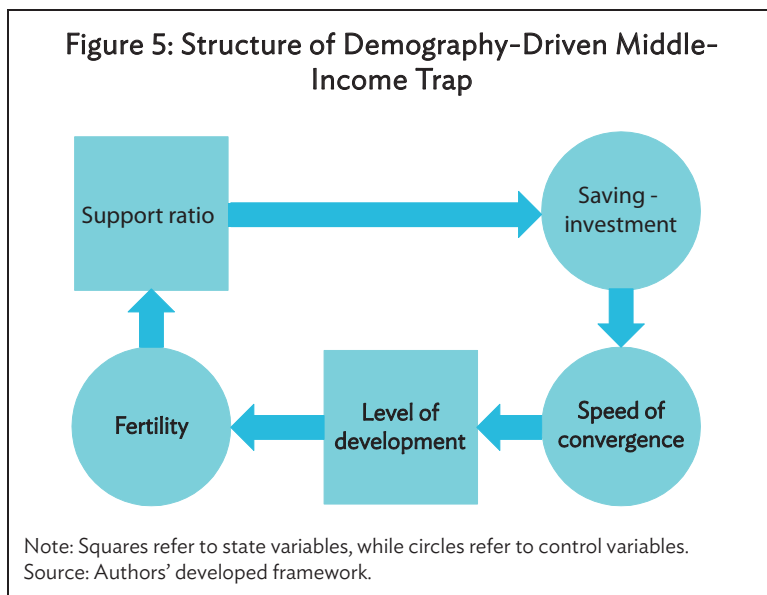 Figure 5: Structure of Demography-Driven Middle-
Income Trap
Support ratio
Saving -
investment
Fertility
Level of
development
Speed of
convergence
Note: Squares refer to state variables, while circles refer to control variables.
Source: Authors' developed framework.